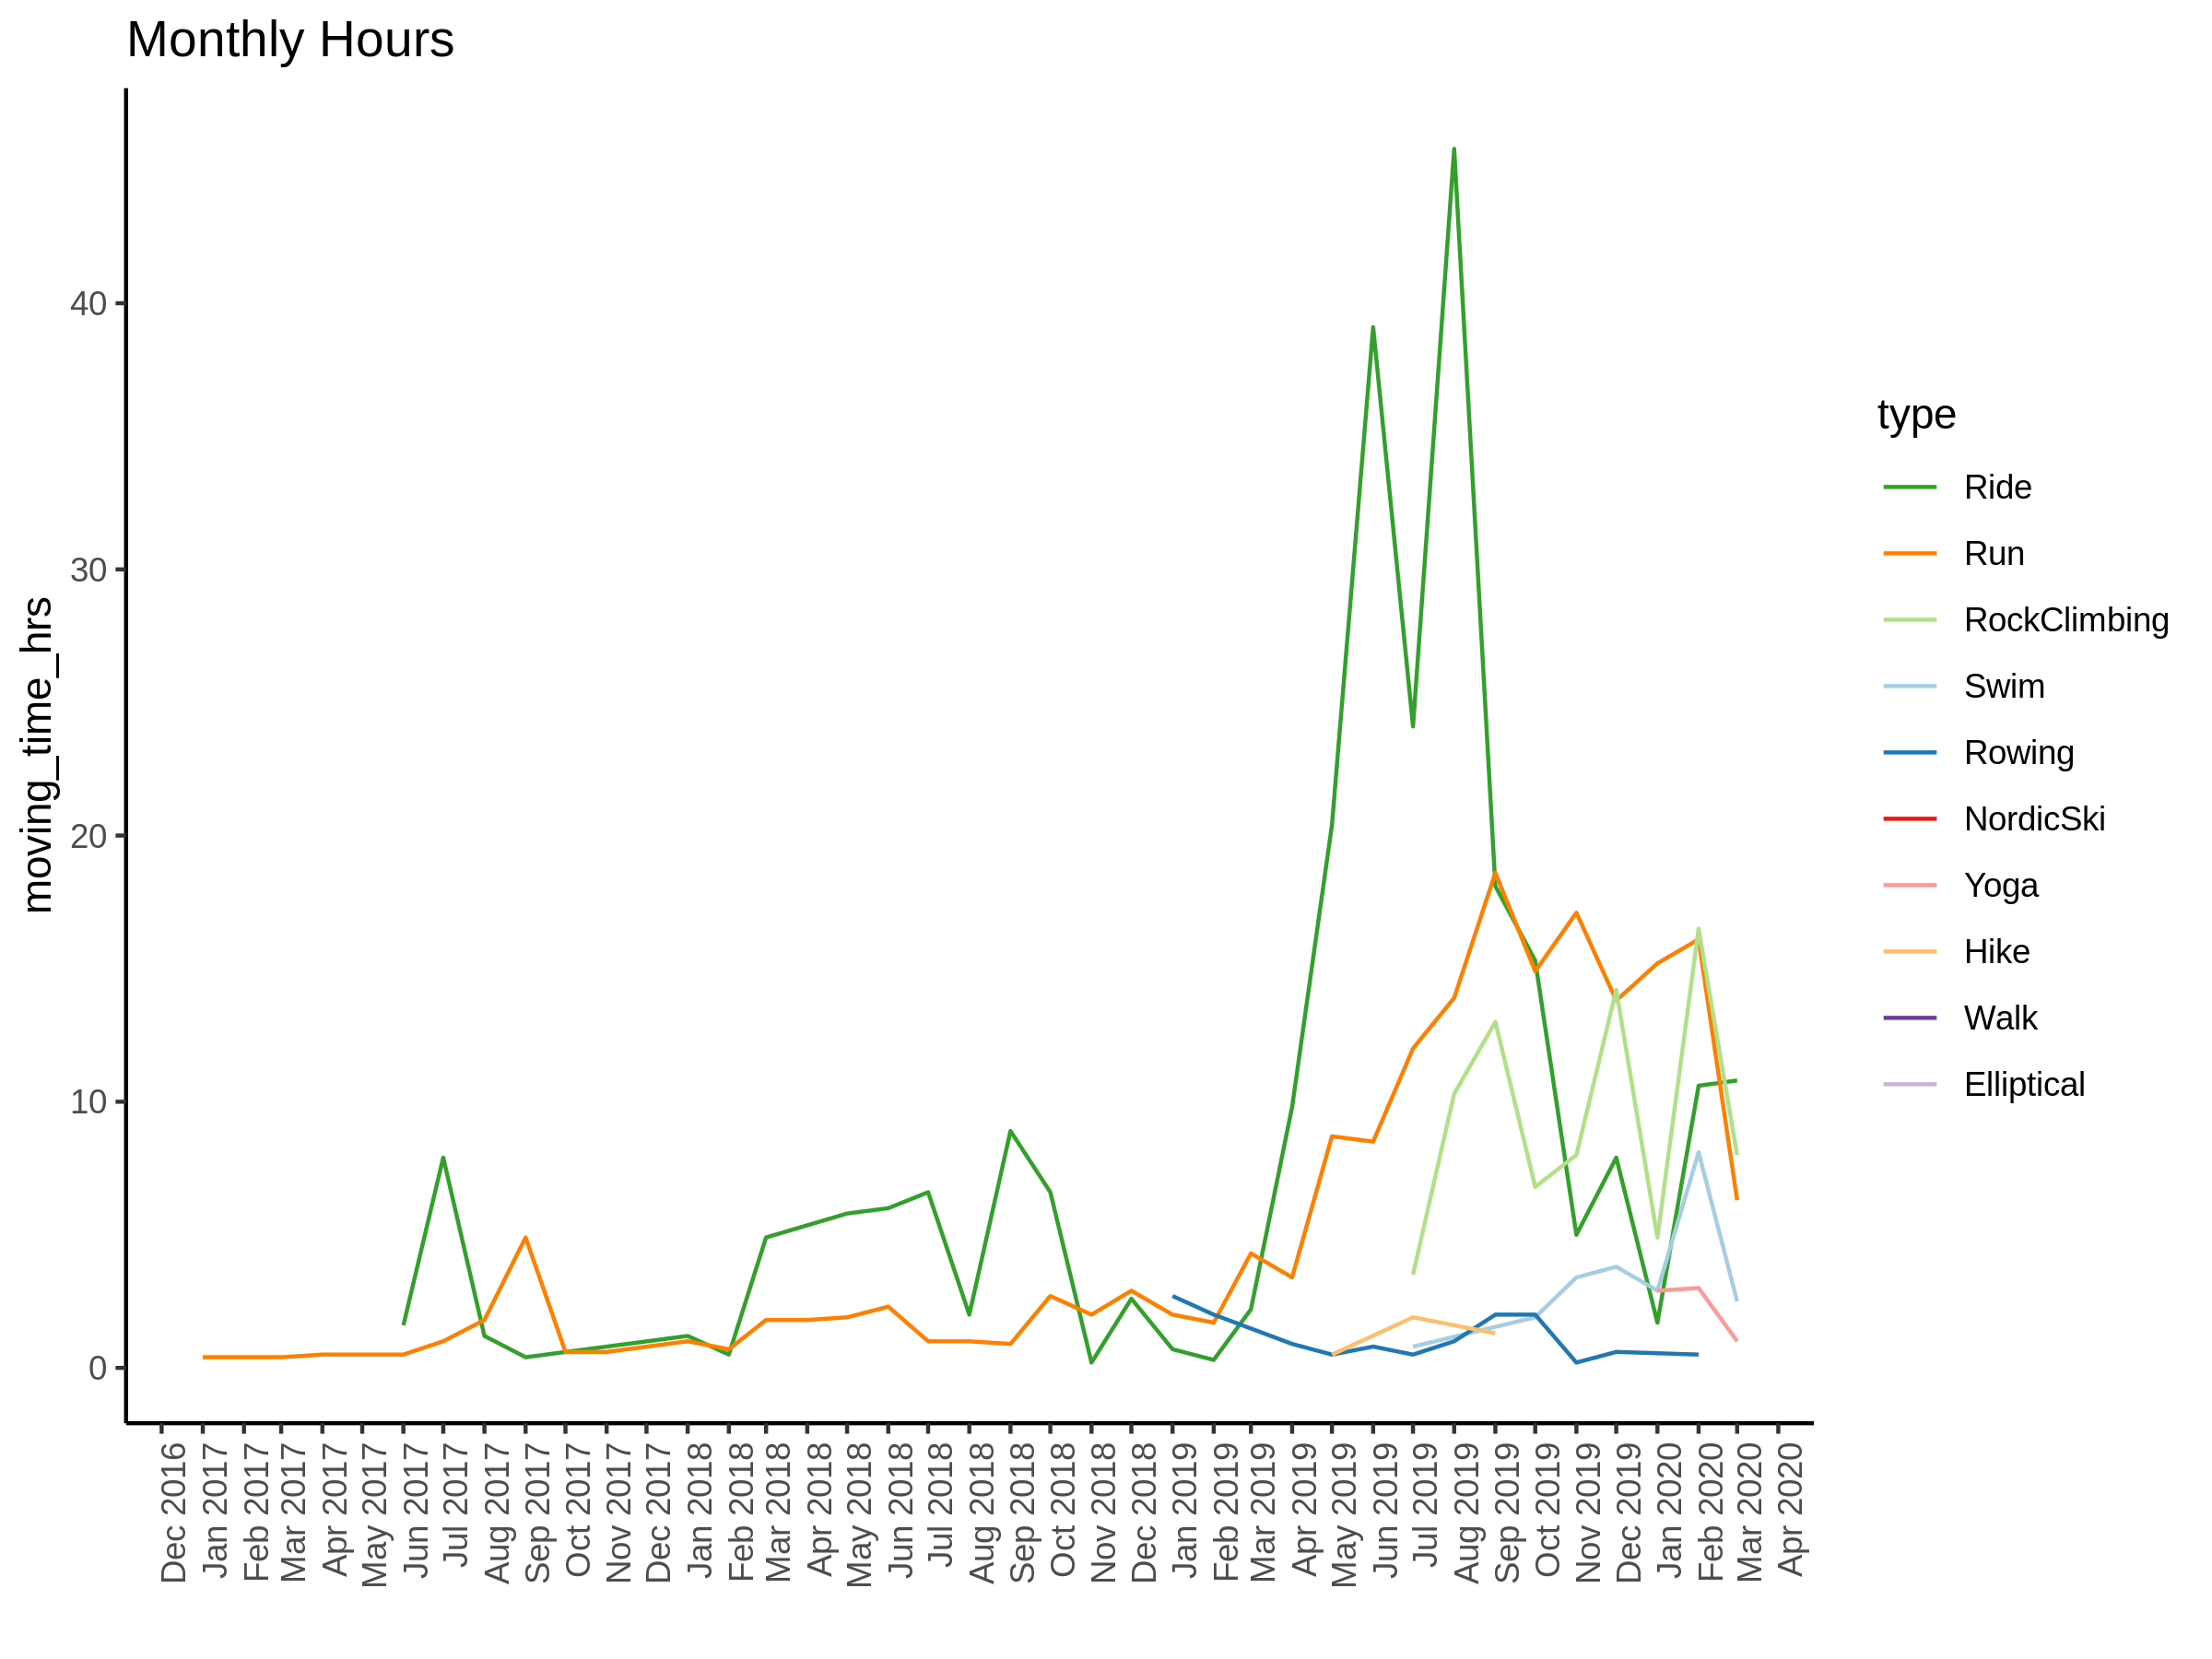 Monthly Hours
moving_time_hrs
40
30
20
10
0
Dec 2016
Jan 2017
Feb 2017
Mar 2017
Apr 2017
May 2017
Jun 2017
Jul 2017
Aug 2017
Sep 2017
Oct 2017
Nov 2017
Dec 2017
Jan 2018
Feb 2018
Mar 2018
Apr 2018
May 2018
Jun 2018
Jul 2018
Aug 2018
Sep 2018
Oct 2018
Nov 2018
Dec 2018
Jan 2019
Feb 2019
Mar 2019
Apr 2019
May 2019
Jun 2019
Jul 2019
Aug 2019
Sep 2019
Oct 2019
Nov 2019
Dec 2019
Jan 2020
Feb 2020
Mar 2020
Apr 2020
type
Ride
Run
RockClimbing
Swim
Rowing
NordicSki
Yoga
Hike
Walk
Elliptical